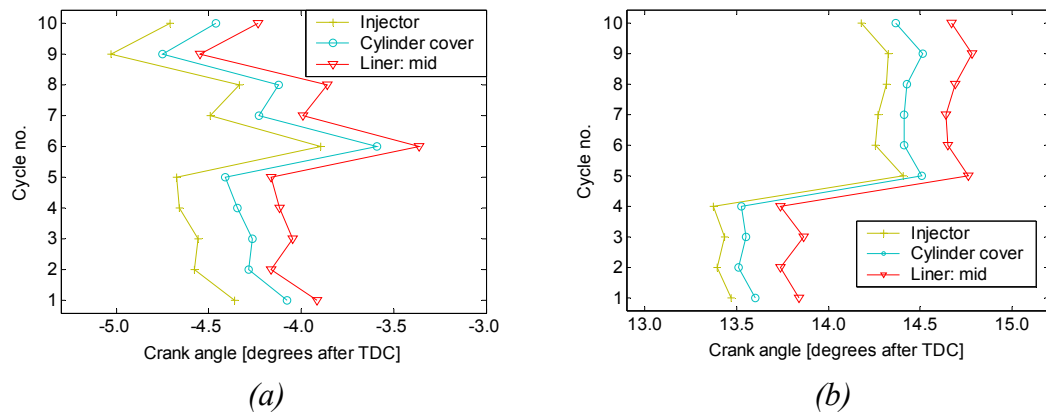 Injector
Cylinder cover
Liner: mid
10
9
8
7
6
5
4
3
2
1
Cycle no.
-5.0 -4.5 -4.0 -3.5 -3.0
Crank angle [degrees after TDC]
(a)
10
9
8
7
6
5
4
3
2
1
Cycle no.
Injector
Cylinder cover
Liner: mid
13.0 13.5 14.0 14.5 15.0
Crank angle [degrees after TDC]
(b)